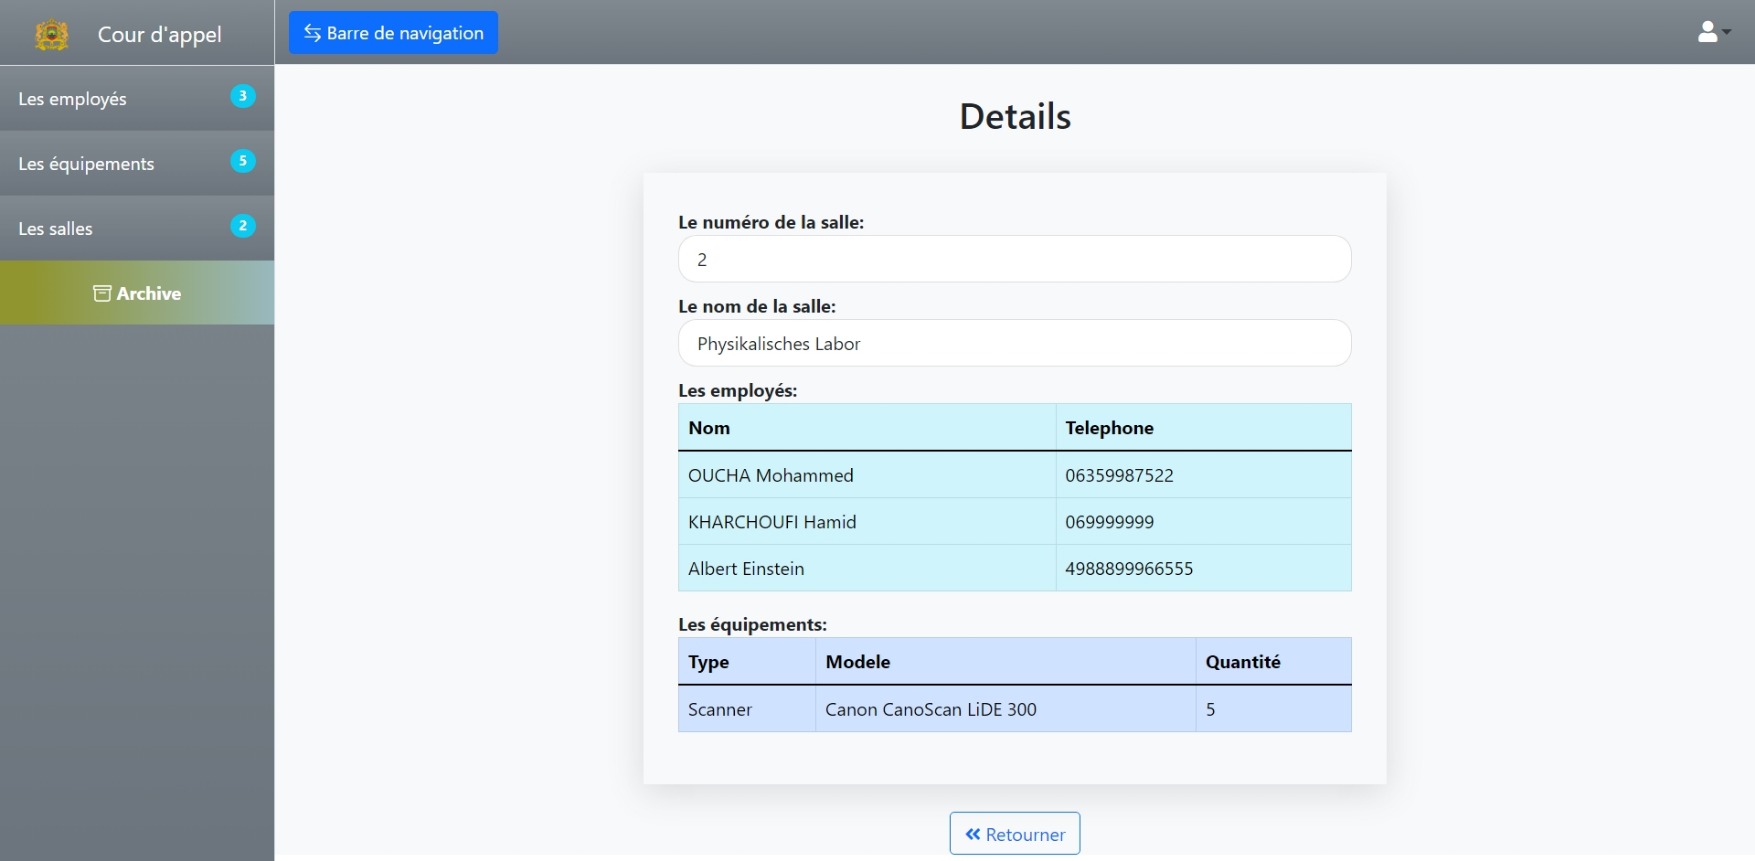 Cour d'appel
Barre de navigation
Les employés 3
Les équipements 5
Les salles 2
Archive
Details
Le numéro de la salle:
2
Le nom de la salle:
Physikalisches Labor
Les employés:
Nom Telephone
OUCHA Mohammed 06359987522
KHARCHOUFI Hamid 069999999
Albert Einstein 4988899966555
Les équipements:
Type Modele Quantité
Scanner Canon CanoScan LiDE 300 5
Retourner